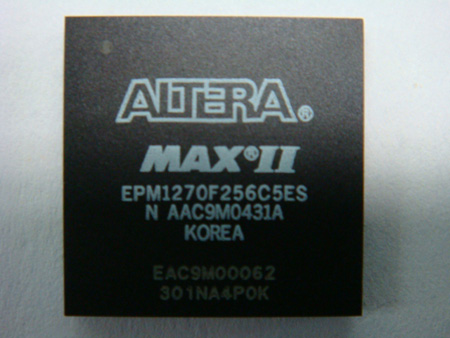 ALTERA®
MAX®II
EPM1270F256C5ES
N AAC9M0431A
KOREA
EAC9M00062
301NA4P0K